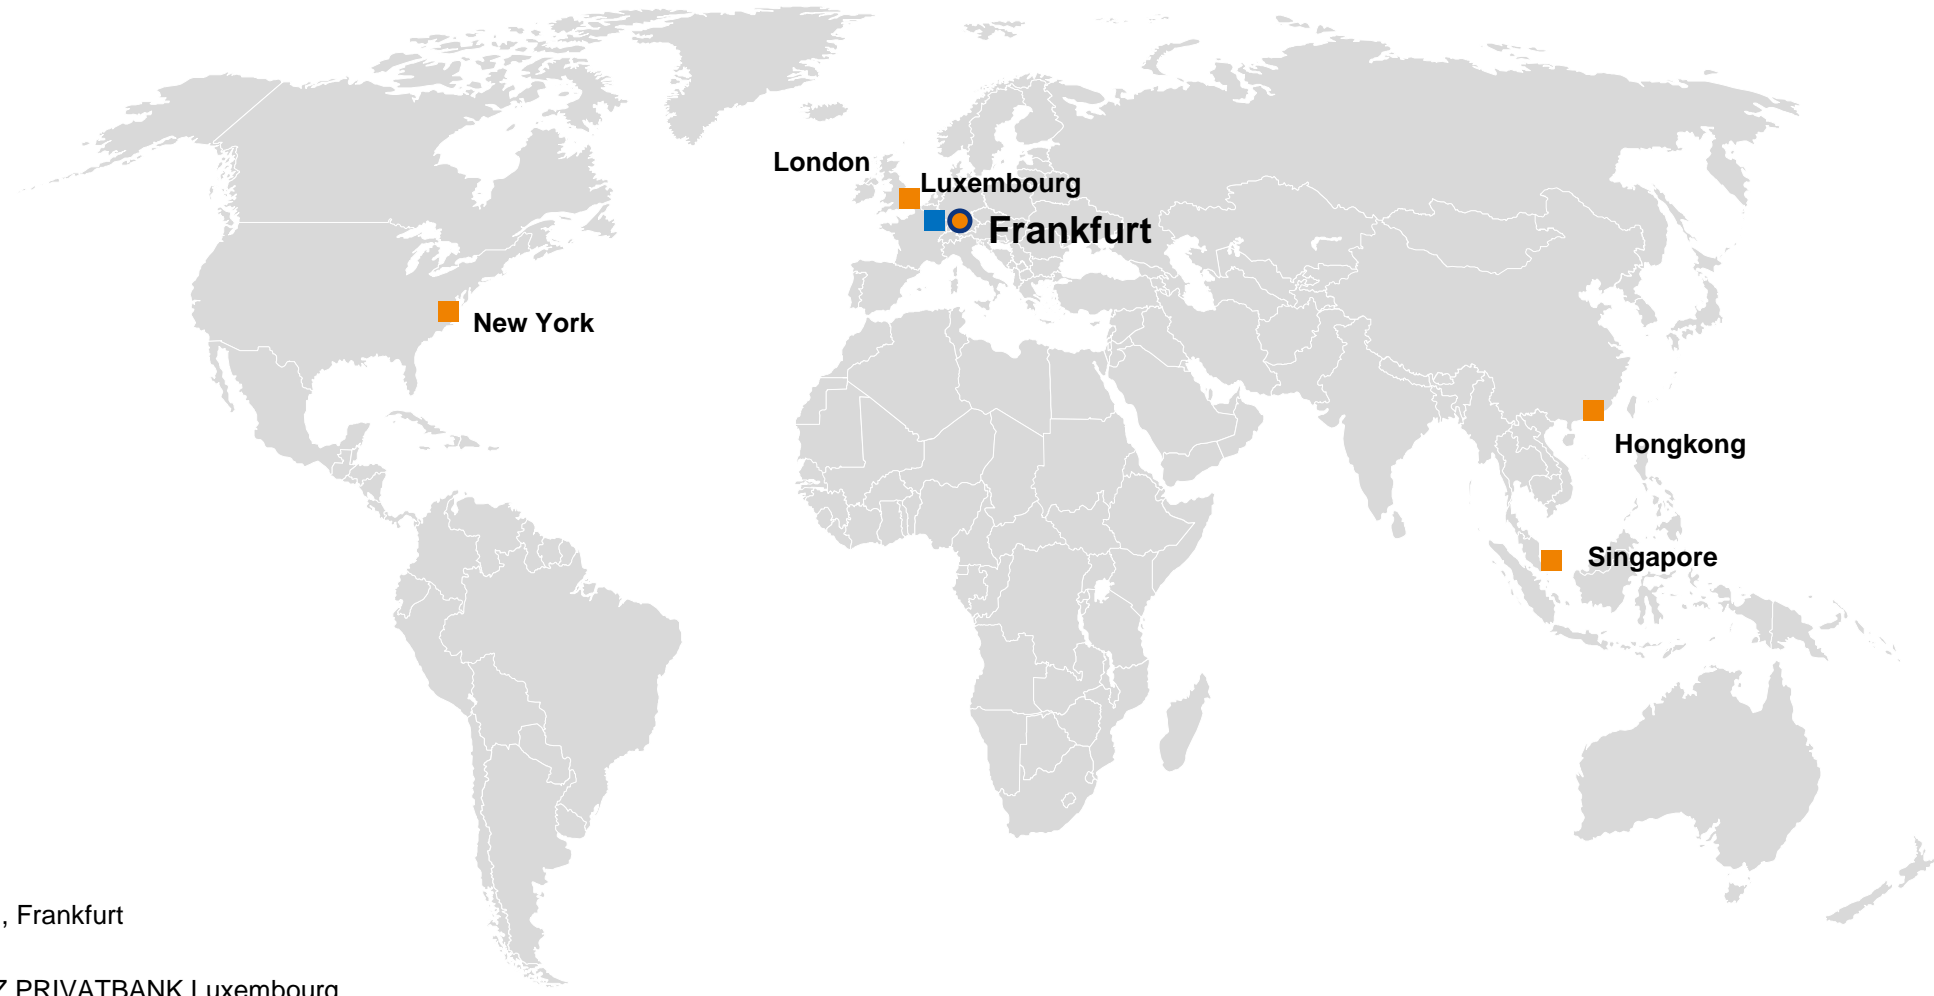 London
Luxembourg
Frankfurt
New York
Hongkong
Singapore
, Frankfurt
PRIVATBANK Luxembourg